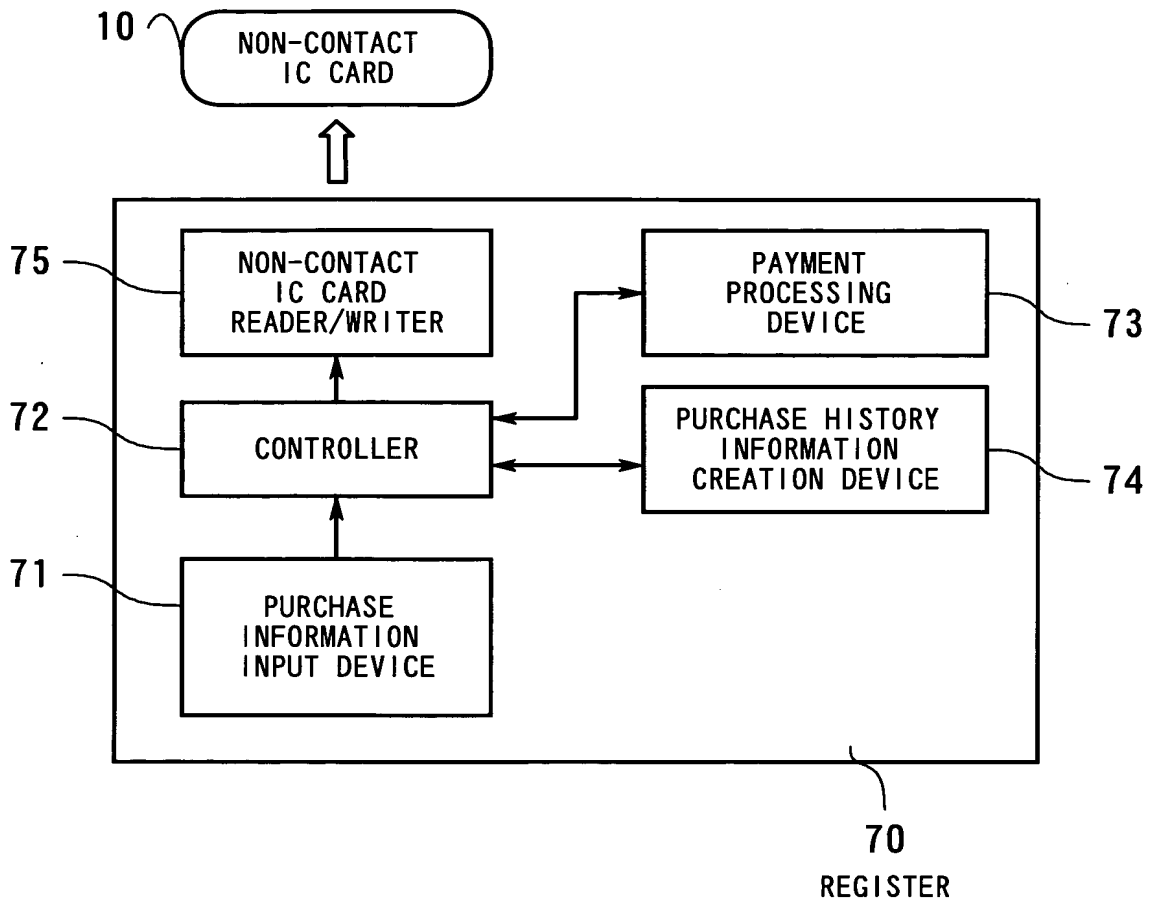 10
NON-CONTACT
IC CARD
75
NON-CONTACT
IC CARD
READER/WRITER
PAYMENT
PROCESSING
DEVICE
73
72
CONTROLLER
PURCHASE HISTORY
INFORMATION
CREATION DEVICE
74
71
PURCHASE
INFORMATION
INPUT DEVICE
70
REGISTER